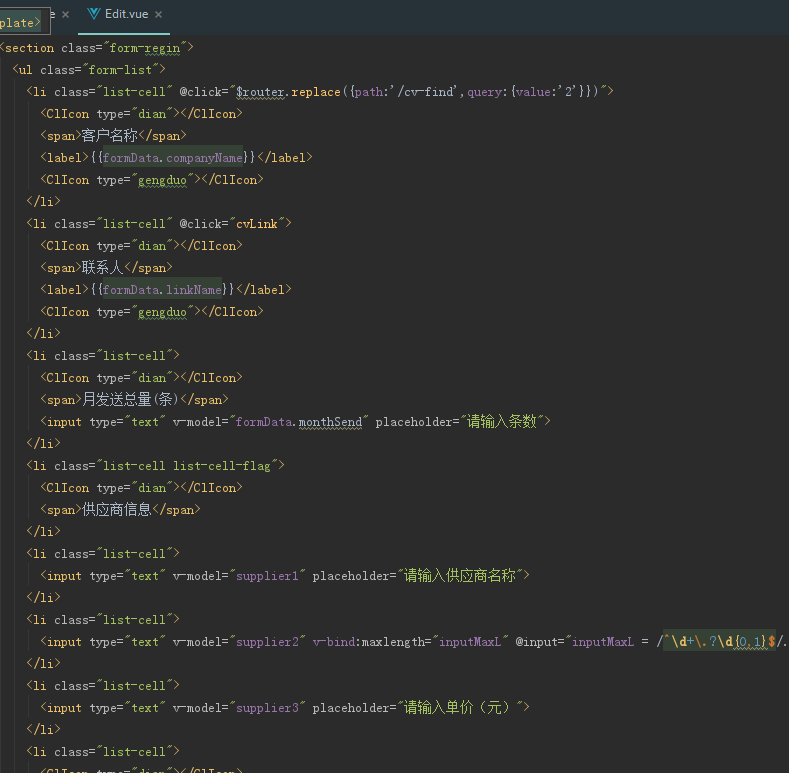 plate>
e × Edit.vue ×
<section class="form-regin">
<ul class="form-list">
<li class="list-cell" @click="$router.replace({path:'/cv-find',query:{value:'2'}})">
<ClIcon type="dian"></ClIcon>
<span>客户名称</span>
<label>{{formData.companyName}}</label>
<ClIcon type="gengduo"></ClIcon>
</li>
<li class="list-cell" @click="cvLink">
<ClIcon type="dian"></ClIcon>
<span>联系人</span>
<label>{{formData.linkName}}</label>
<ClIcon type="gengduo"></ClIcon>
</li>
<li class="list-cell">
<ClIcon type="dian"></ClIcon>
<span>月发送总量(条)</span>
<input type="text" v-model="formData.monthSend" placeholder="请输入条数">
</li>
<li class="list-cell list-cell-flag">
<ClIcon type="dian"></ClIcon>
<span>供应商信息</span>
</li>
<li class="list-cell">
<input type="text" v-model="supplier1" placeholder="请输入供应商名称">
</li>
<li class="list-cell">
<input type="text" v-model="supplier2" v-bind:maxlength="inputMaxL" @input="inputMaxL = /^\d+\.?\d{0,1}$/.
</li>
<li class="list-cell">
<input type="text" v-model="supplier3" placeholder="请输入单价（元）">
</li>
<li class="list-cell">
<ClIcon type="dian"></ClIcon>